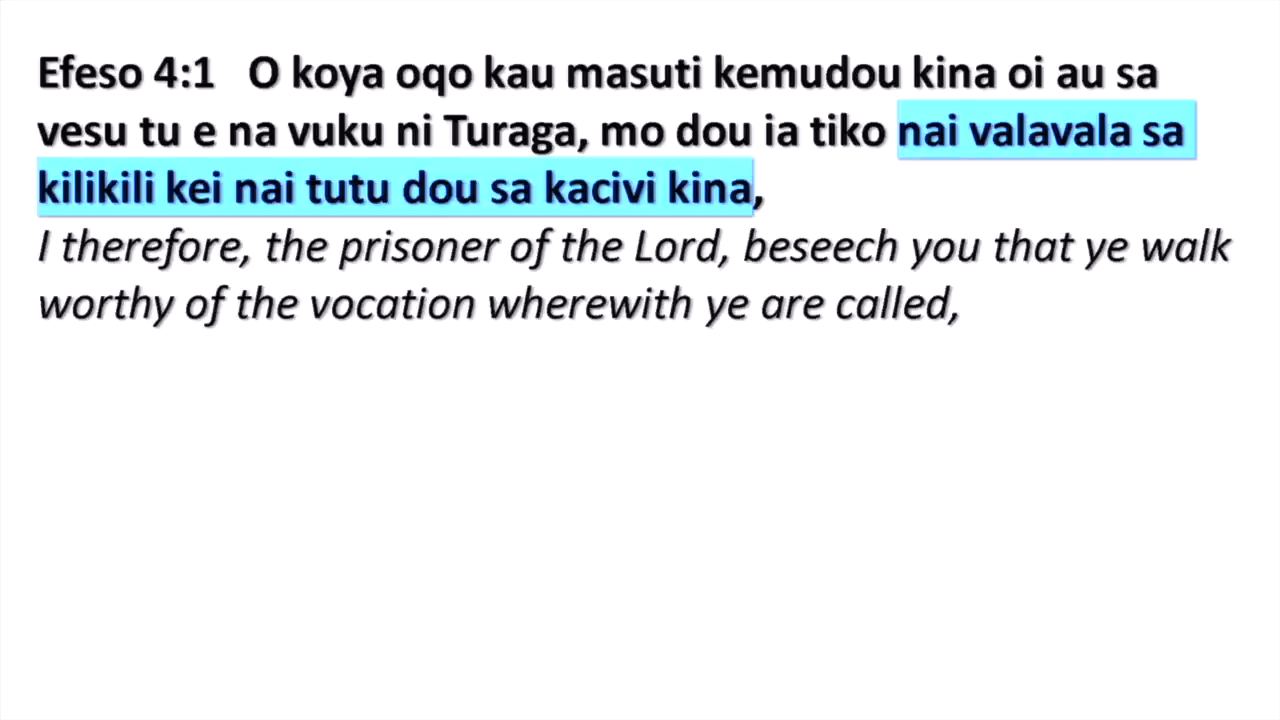 Efeso 4:1 O koya oqo kau masuti kemudou kina oi au sa
vesu tu e na vuku ni Turaga, mo dou ia tiko nai valavala sa
kilikili kei nai tutu dou sa kacivi kina,
I therefore, the prisoner of the Lord, beseech you that ye walk
worthy of the vocation wherewith ye are called,